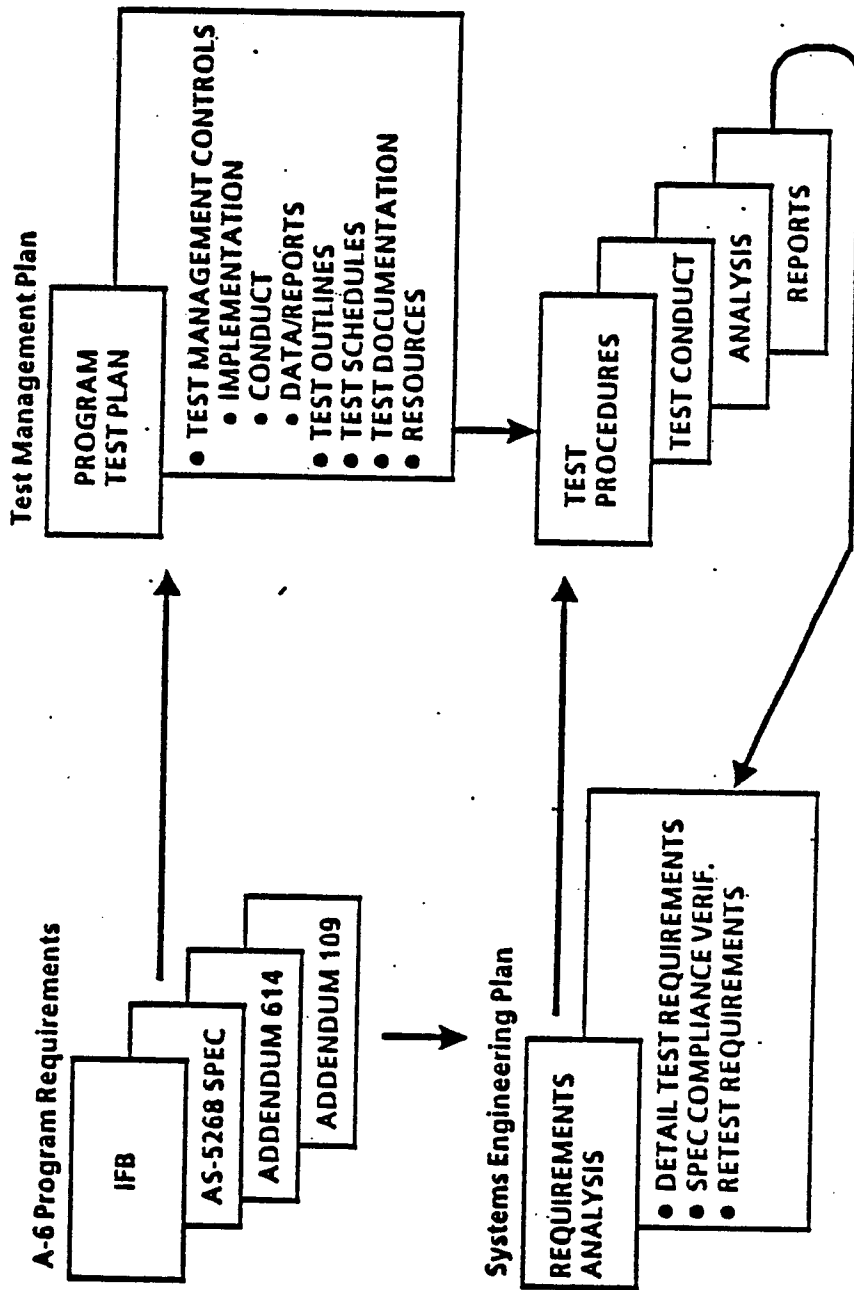 A-6 Program Requirements
IFB
AS-5268 SPEC
ADDENDUM 614
ADDENDUM 109
Test Management Plan
PROGRAM
TEST PLAN
● TEST MANAGEMENT CONTROLS
● IMPLEMENTATION
● CONDUCT
● DATA/REPORTS
● TEST OUTLINES
● TEST SCHEDULES
● TEST DOCUMENTATION
● RESOURCES
Systems Engineering Plan
REQUIREMENTS
ANALYSIS
● DETAIL TEST REQUIREMENTS
● SPEC COMPLIANCE VERIF.
● RETEST REQUIREMENTS
TEST
PROCEDURES
TEST CONDUCT
ANALYSIS
REPORTS